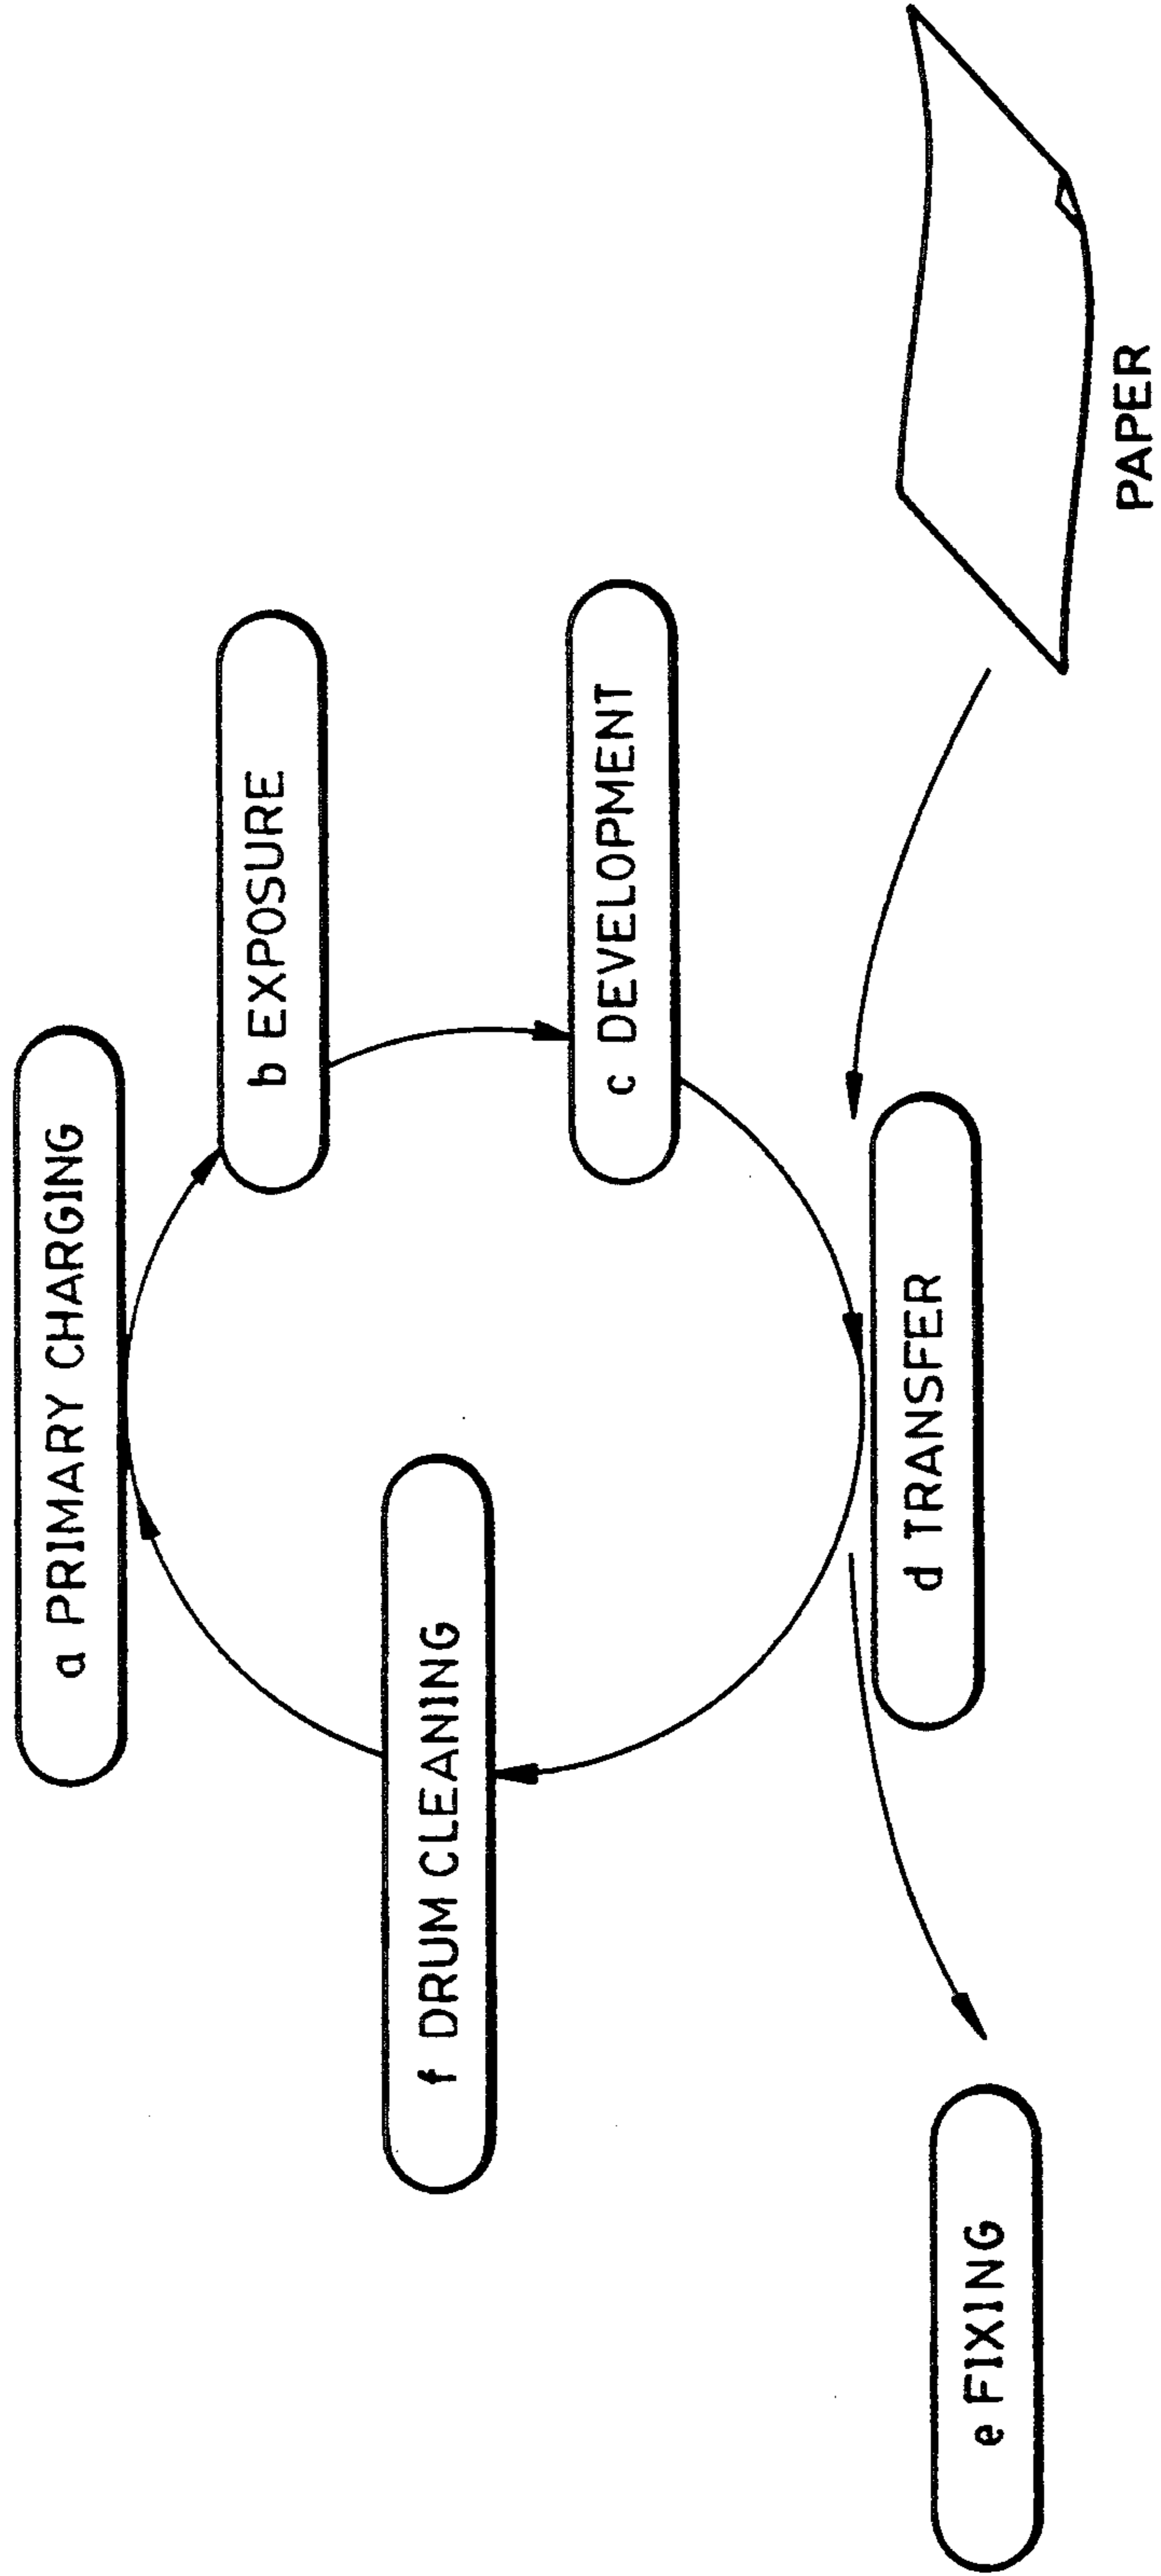 a PRIMARY CHARGING
b EXPOSURE
c DEVELOPMENT
d TRANSFER
e FIXING
f DRUM CLEANING
PAPER